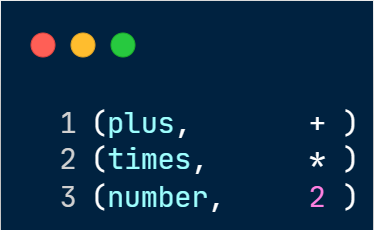 1 (plus,       + )
2 (times,      * )
3 (number,     2 )